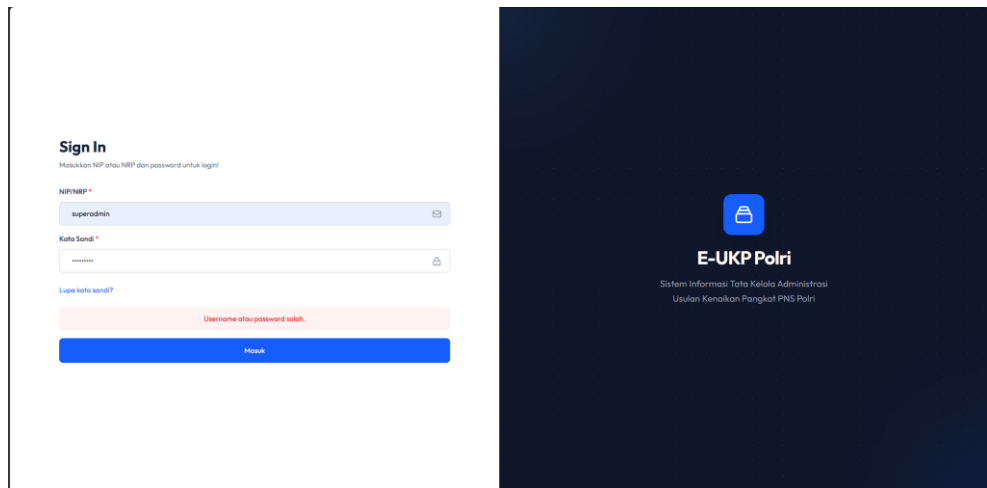 Sign In
Masukkan NIP atau NRP dan password untuk login!
NIP/NRP *
superadmin
Kata Sandi *
•••••••••
Lupa kata sandi?
Username atau password salah.
Masuk
E-UKP Polri
Sistem Informasi Tata Kelola Administrasi
Usulan Kenaikan Pangkat PNS Polri